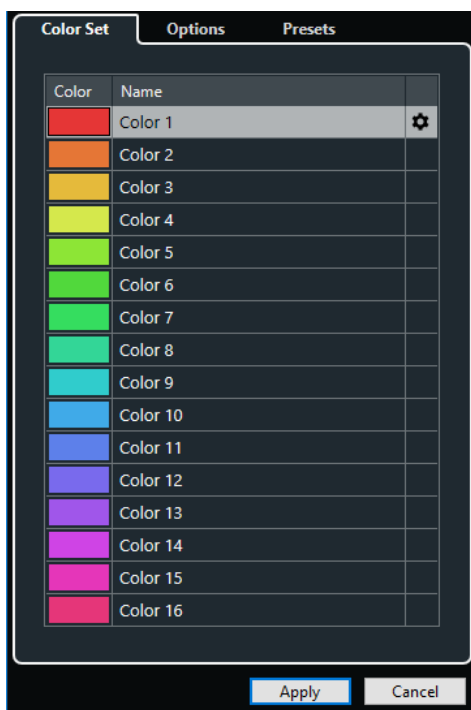 Color Set Options Presets
Color Name
Color 1
Color 2
Color 3
Color 4
Color 5
Color 6
Color 7
Color 8
Color 9
Color 10
Color 11
Color 12
Color 13
Color 14
Color 15
Color 16
Apply Cancel